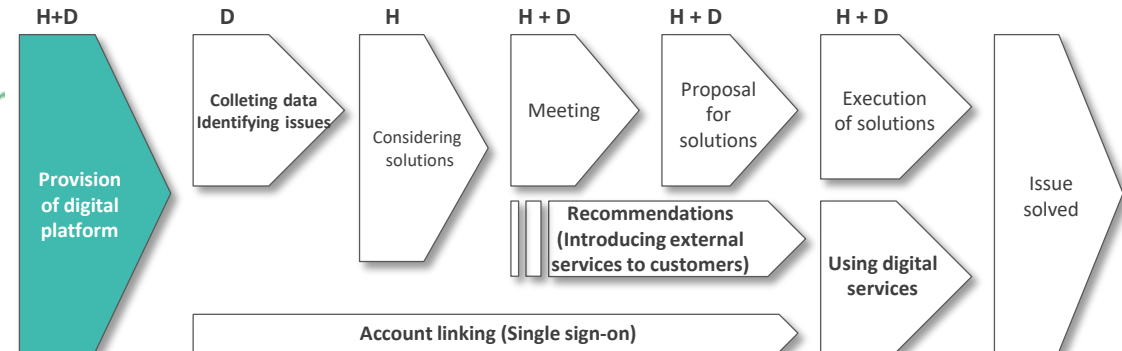 H+D
D
H
H + D
H + D
H + D
Provision
of digital
platform
Colleting data
Identifying issues
Considering
solutions
Meeting
Proposal
for
solutions
Execution
of solutions
Issue
solved
Recommendations
(Introducing external
services to customers)
Using digital
services
Account linking (Single sign-on)